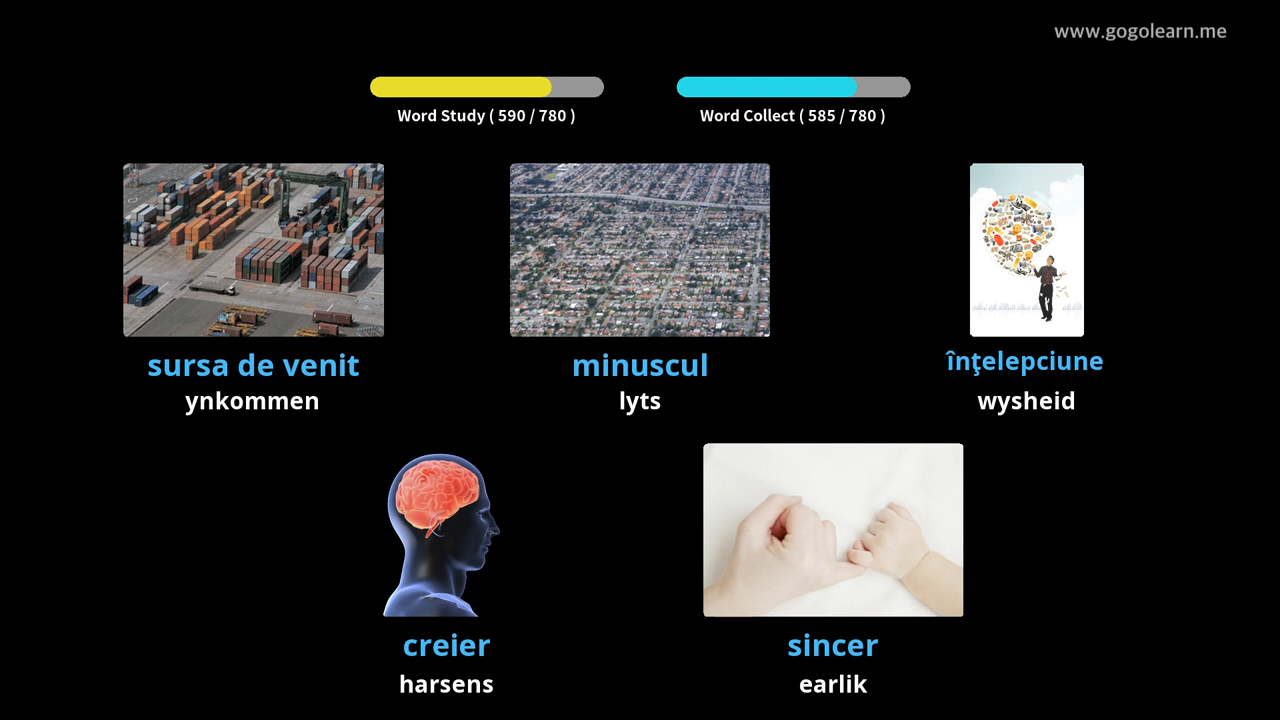 www.gogolearn.me
Word Study ( 590 / 780 )
Word Collect ( 585 / 780 )
sursa de venit
ynkommen
minuscul
lyts
înţelepciune
wysheid
creier
harsens
sincer
earlik